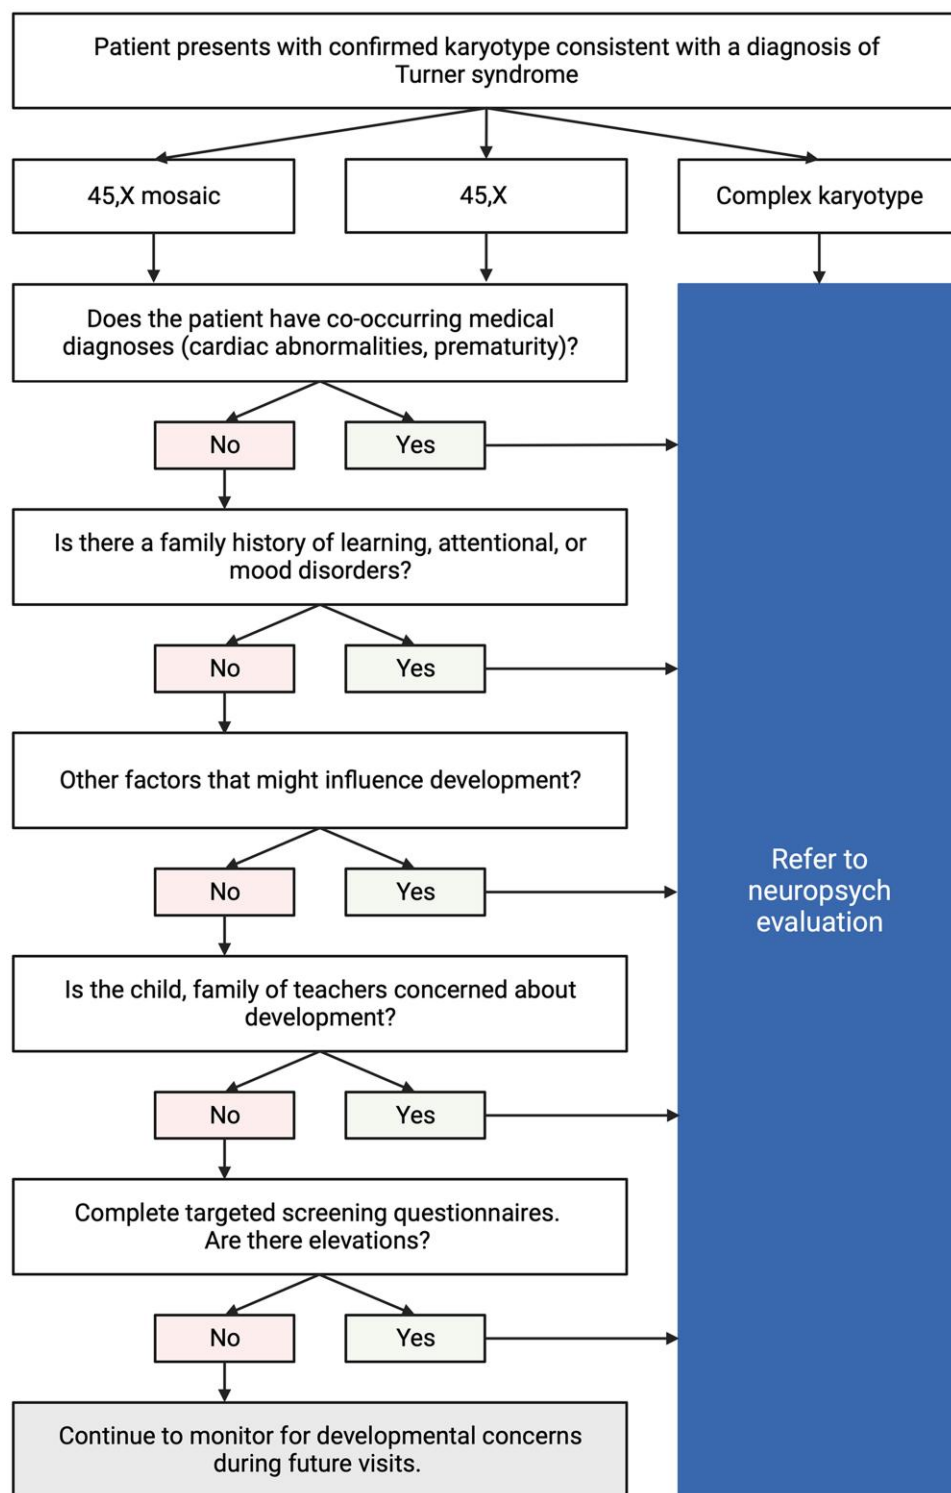 Patient presents with confirmed karyotype consistent with a diagnosis of
Turner syndrome
45,X mosaic
45,X
Complex karyotype
Does the patient have co-occurring medical
diagnoses (cardiac abnormalities, prematurity)?
No
Yes
Is there a family history of learning, attentional, or
mood disorders?
No
Yes
Other factors that might influence development?
No
Yes
Is the child, family of teachers concerned about
development?
No
Yes
Complete targeted screening questionnaires.
Are there elevations?
No
Yes
Continue to monitor for developmental concerns
during future visits.
Refer to
neuropsych
evaluation